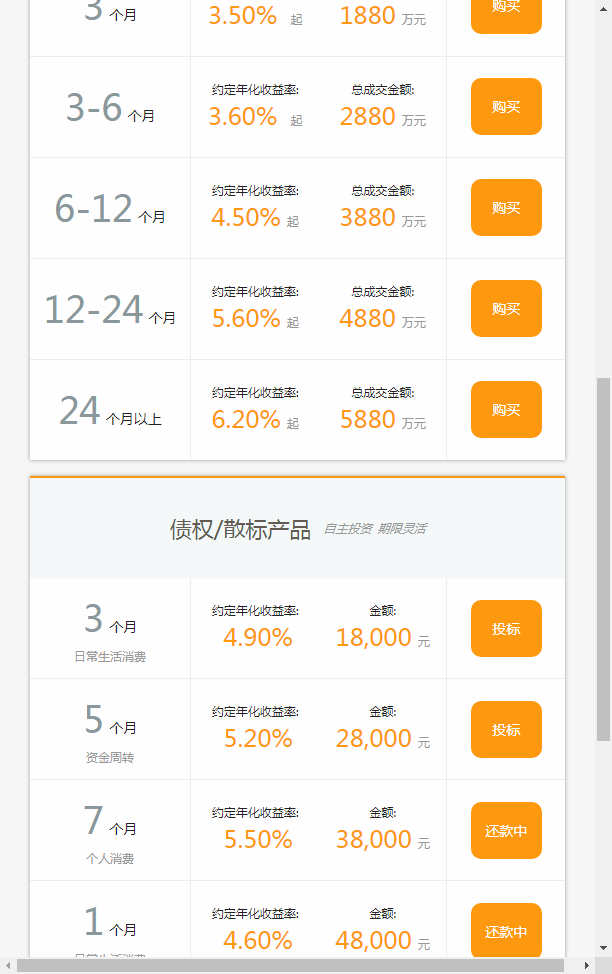 3 个月
3.50% 起
1880 万元
购买
3-6 个月
约定年化收益率:
3.60% 起
总成交金额:
2880 万元
购买
6-12 个月
约定年化收益率:
4.50% 起
总成交金额:
3880 万元
购买
12-24 个月
约定年化收益率:
5.60% 起
总成交金额:
4880 万元
购买
24 个月以上
约定年化收益率:
6.20% 起
总成交金额:
5880 万元
购买
债权/散标产品 自主投资 期限灵活
3 个月
日常生活消费
约定年化收益率:
4.90%
金额:
18,000 元
投标
5 个月
资金周转
约定年化收益率:
5.20%
金额:
28,000 元
投标
7 个月
个人消费
约定年化收益率:
5.50%
金额:
38,000 元
还款中
1 个月
日常生活消费
约定年化收益率:
4.60%
金额:
48,000 元
还款中